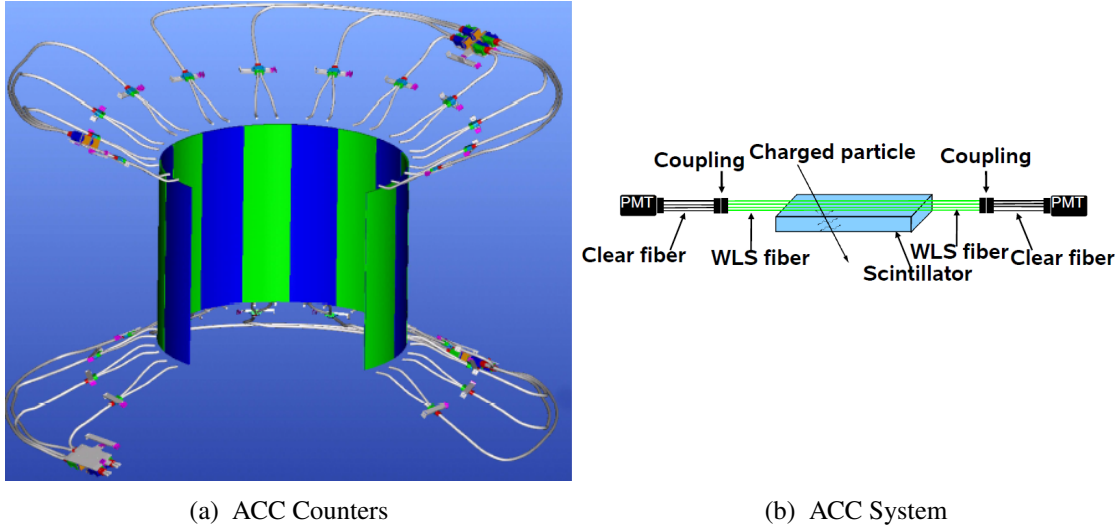 Coupling
Charged particle
Coupling
PMT
PMT
Clear fiber
WLS fiber
WLS fiber
Clear fiber
Scintillator
(a) ACC Counters
(b) ACC System